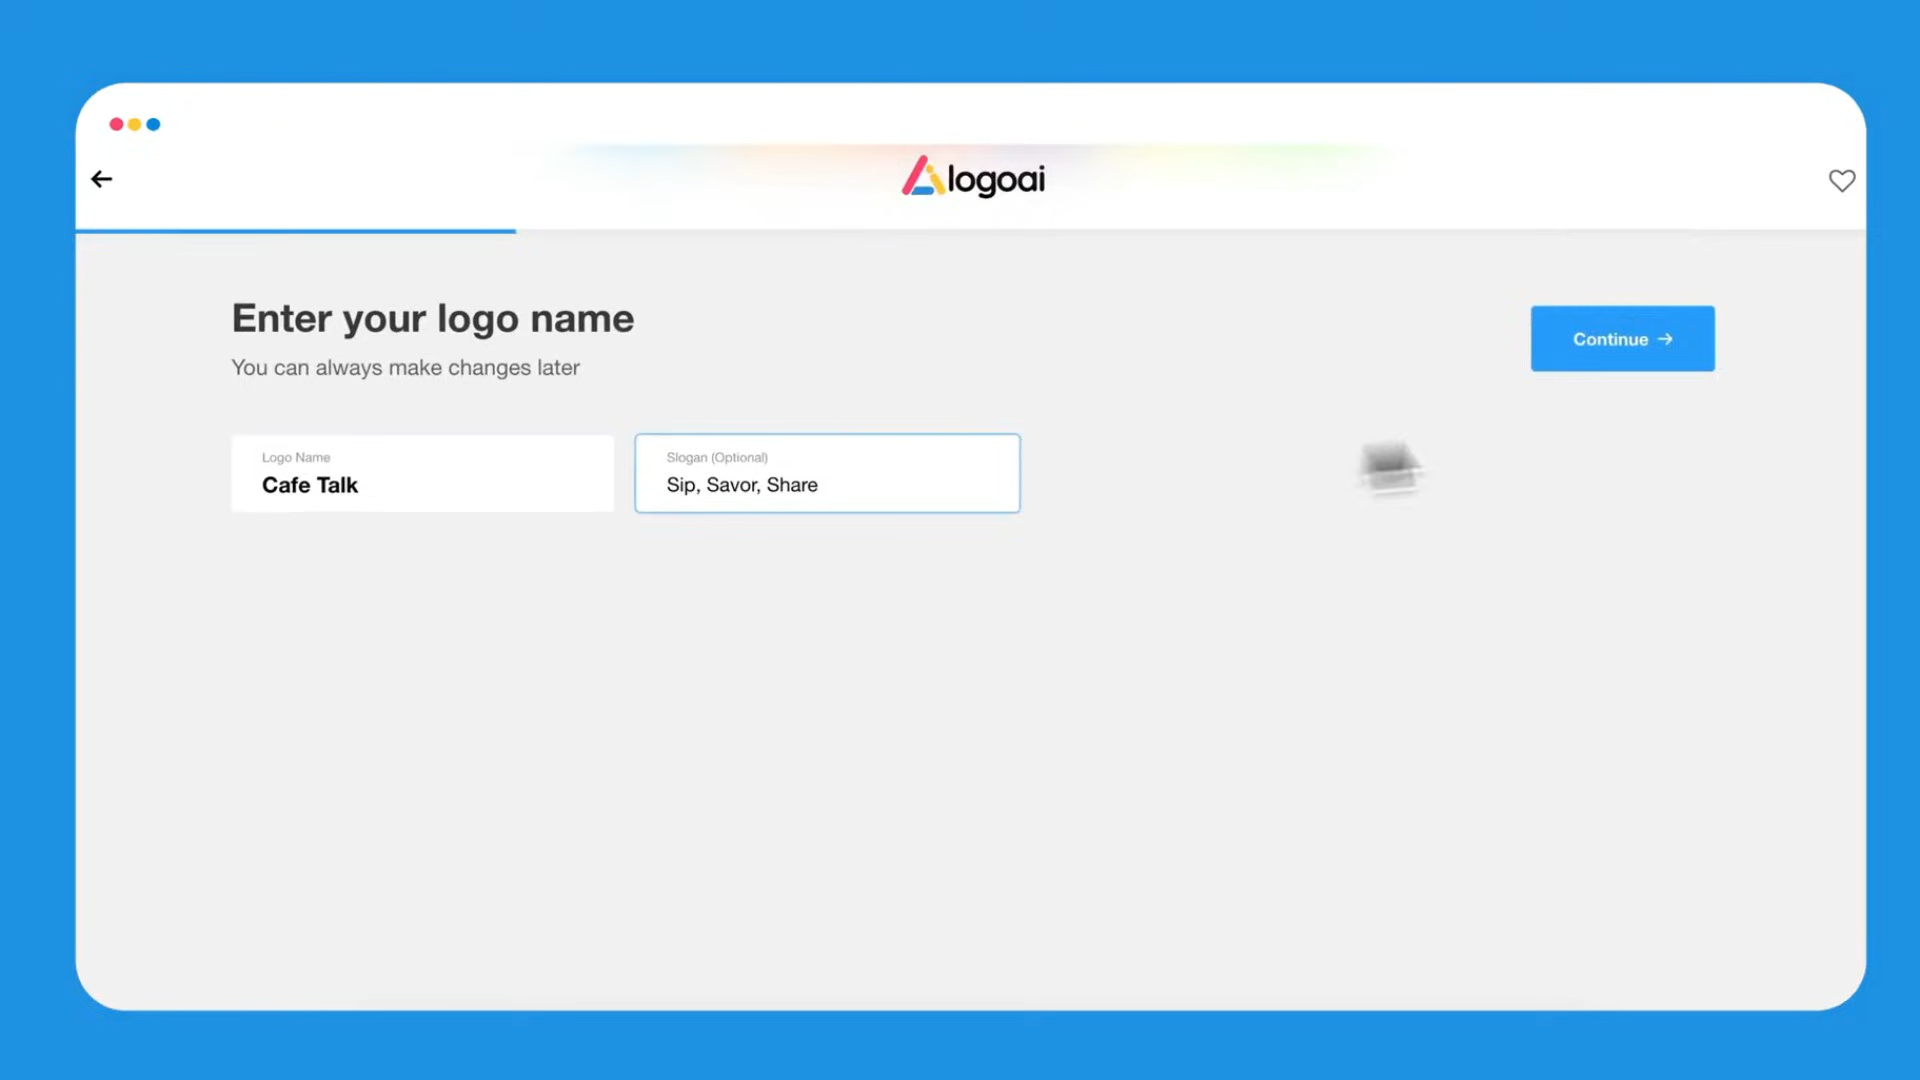 logoai
Enter your logo name
You can always make changes later
Continue →
Logo Name
Cafe Talk
Slogan (Optional)
Sip, Savor, Share